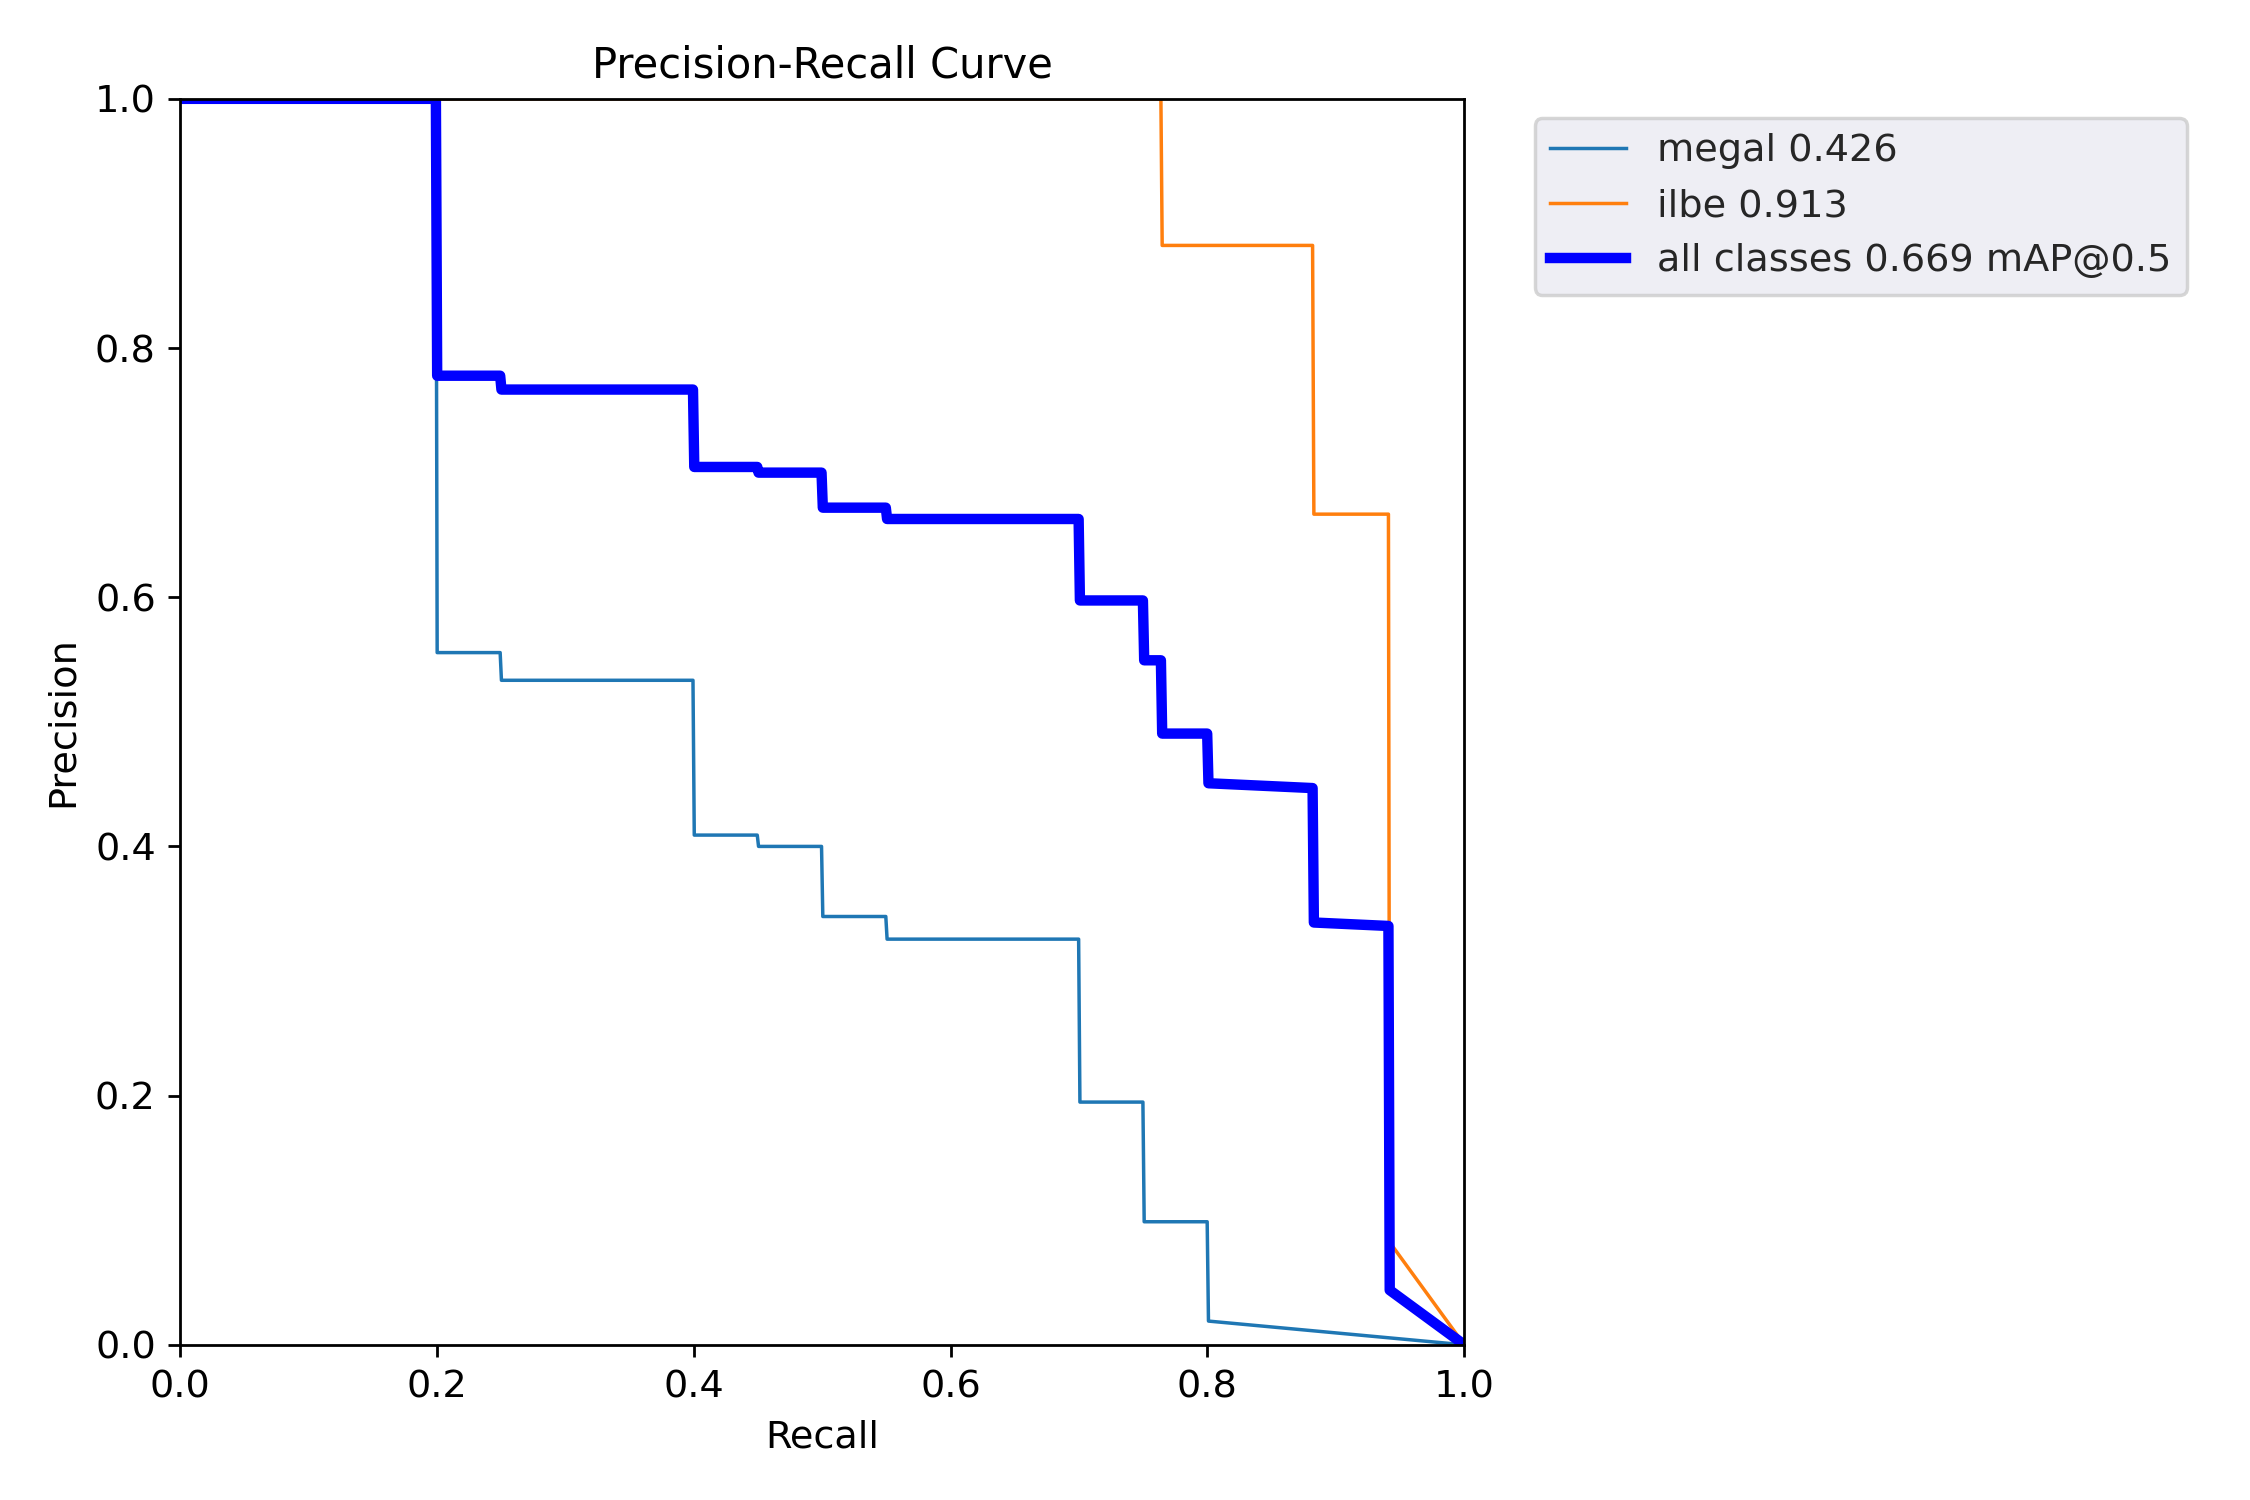 Precision-Recall Curve
megal 0.426
ilbe 0.913
all classes 0.669 mAP@0.5
Precision
1.0
0.8
0.6
0.4
0.2
0.0
0.0 0.2 0.4 0.6 0.8 1.0
Recall